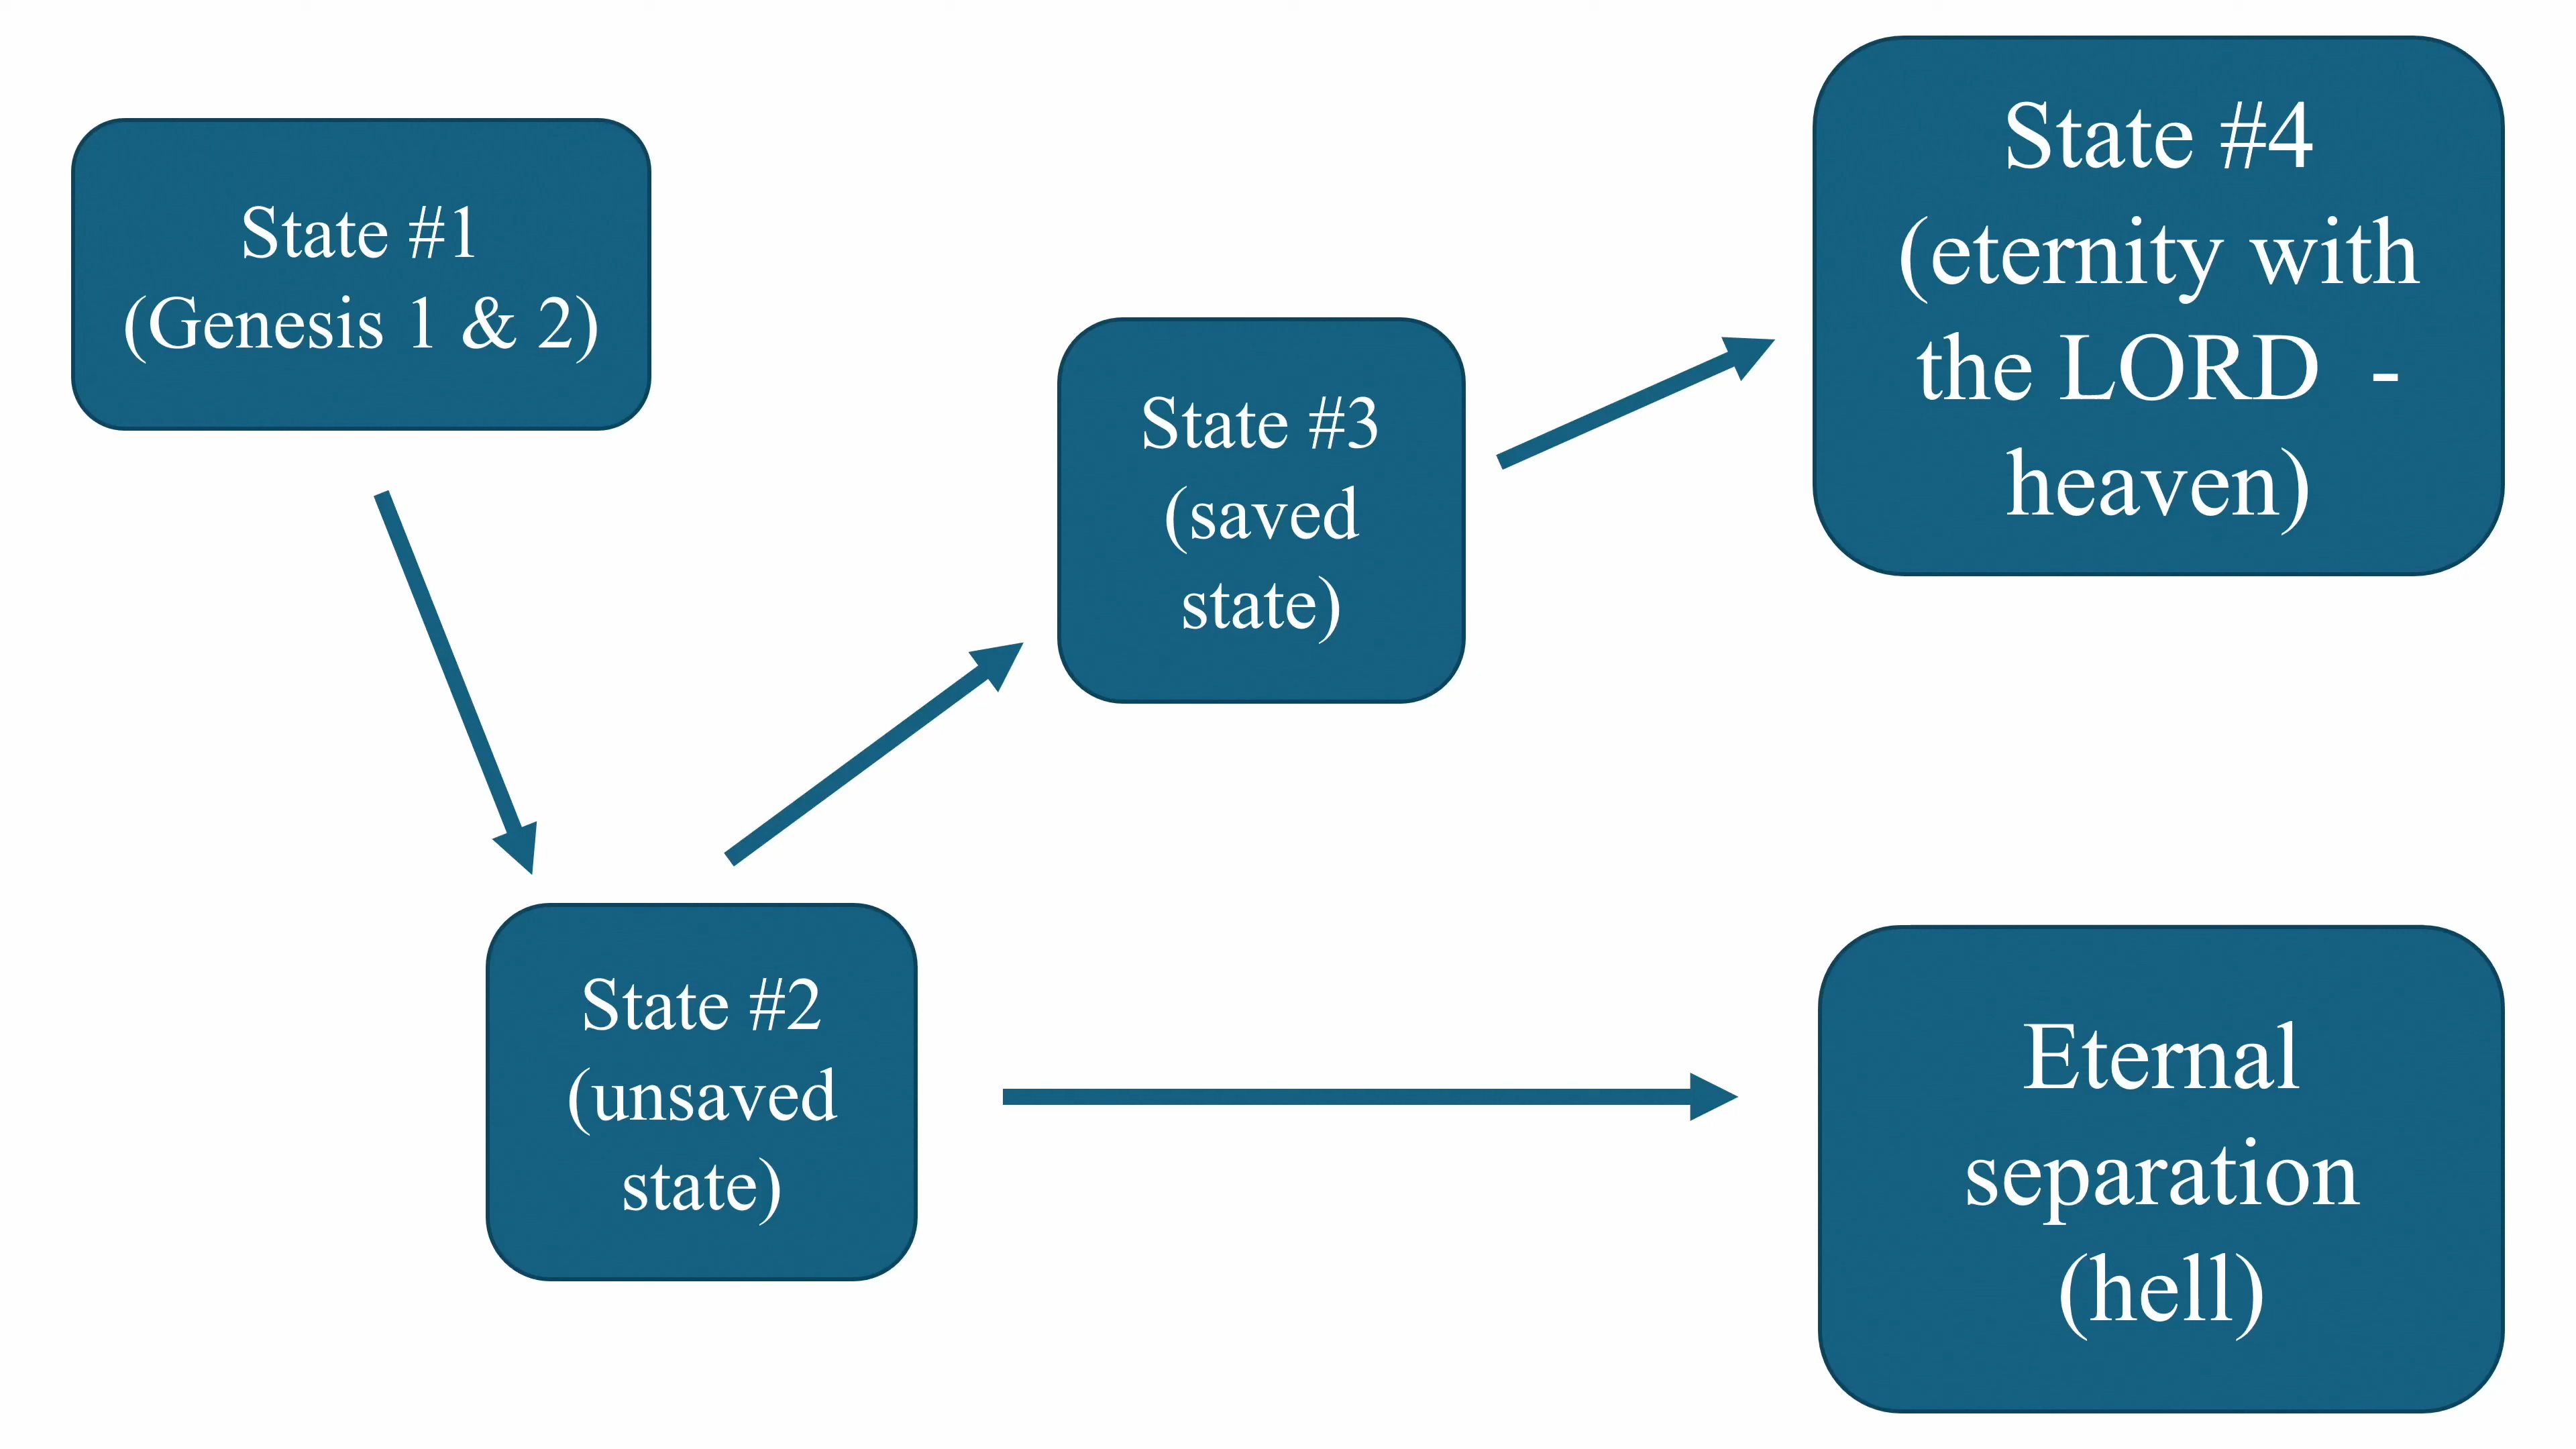 State #1
(Genesis 1 & 2)
State #2
(unsaved
state)
State #3
(saved
state)
State #4
(eternity with
the LORD  -
heaven)
Eternal
separation
(hell)